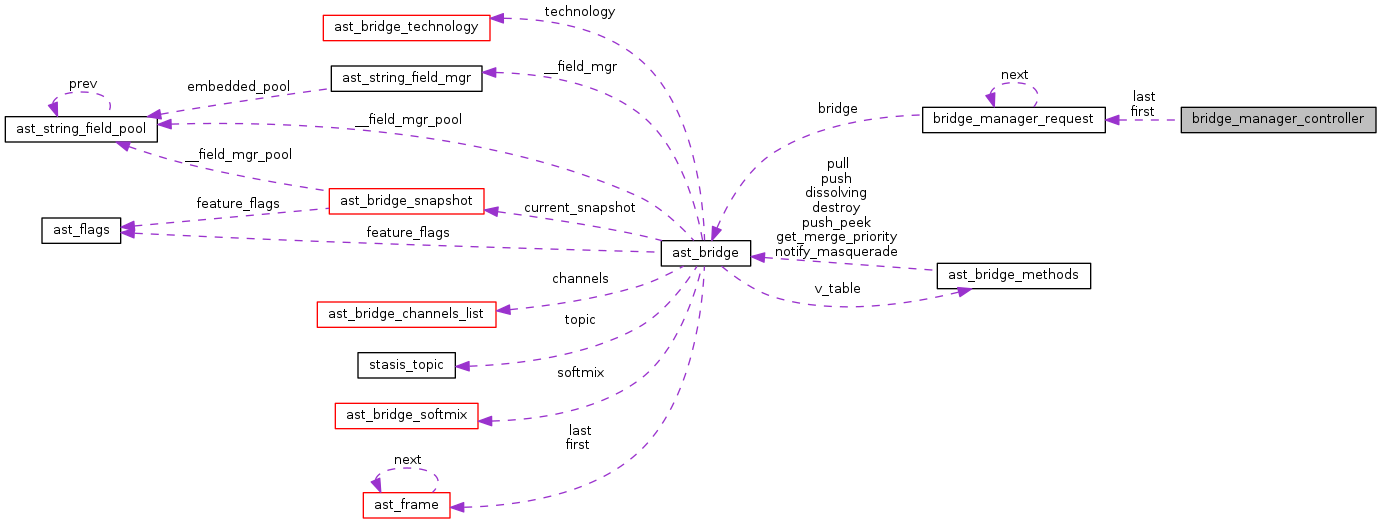 technology
ast_bridge_technology
__field_mgr
ast_string_field_mgr
prev
embedded_pool
next
last
first
bridge
ast_string_field_pool
__field_mgr_pool
bridge_manager_request
bridge_manager_controller
__field_mgr_pool
pull
push
dissolving
destroy
push_peek
get_merge_priority
notify_masquerade
feature_flags
ast_bridge_snapshot
current_snapshot
ast_flags
feature_flags
ast_bridge
ast_bridge_methods
channels
v_table
ast_bridge_channels_list
topic
stasis_topic
softmix
ast_bridge_softmix
last
first
next
ast_frame